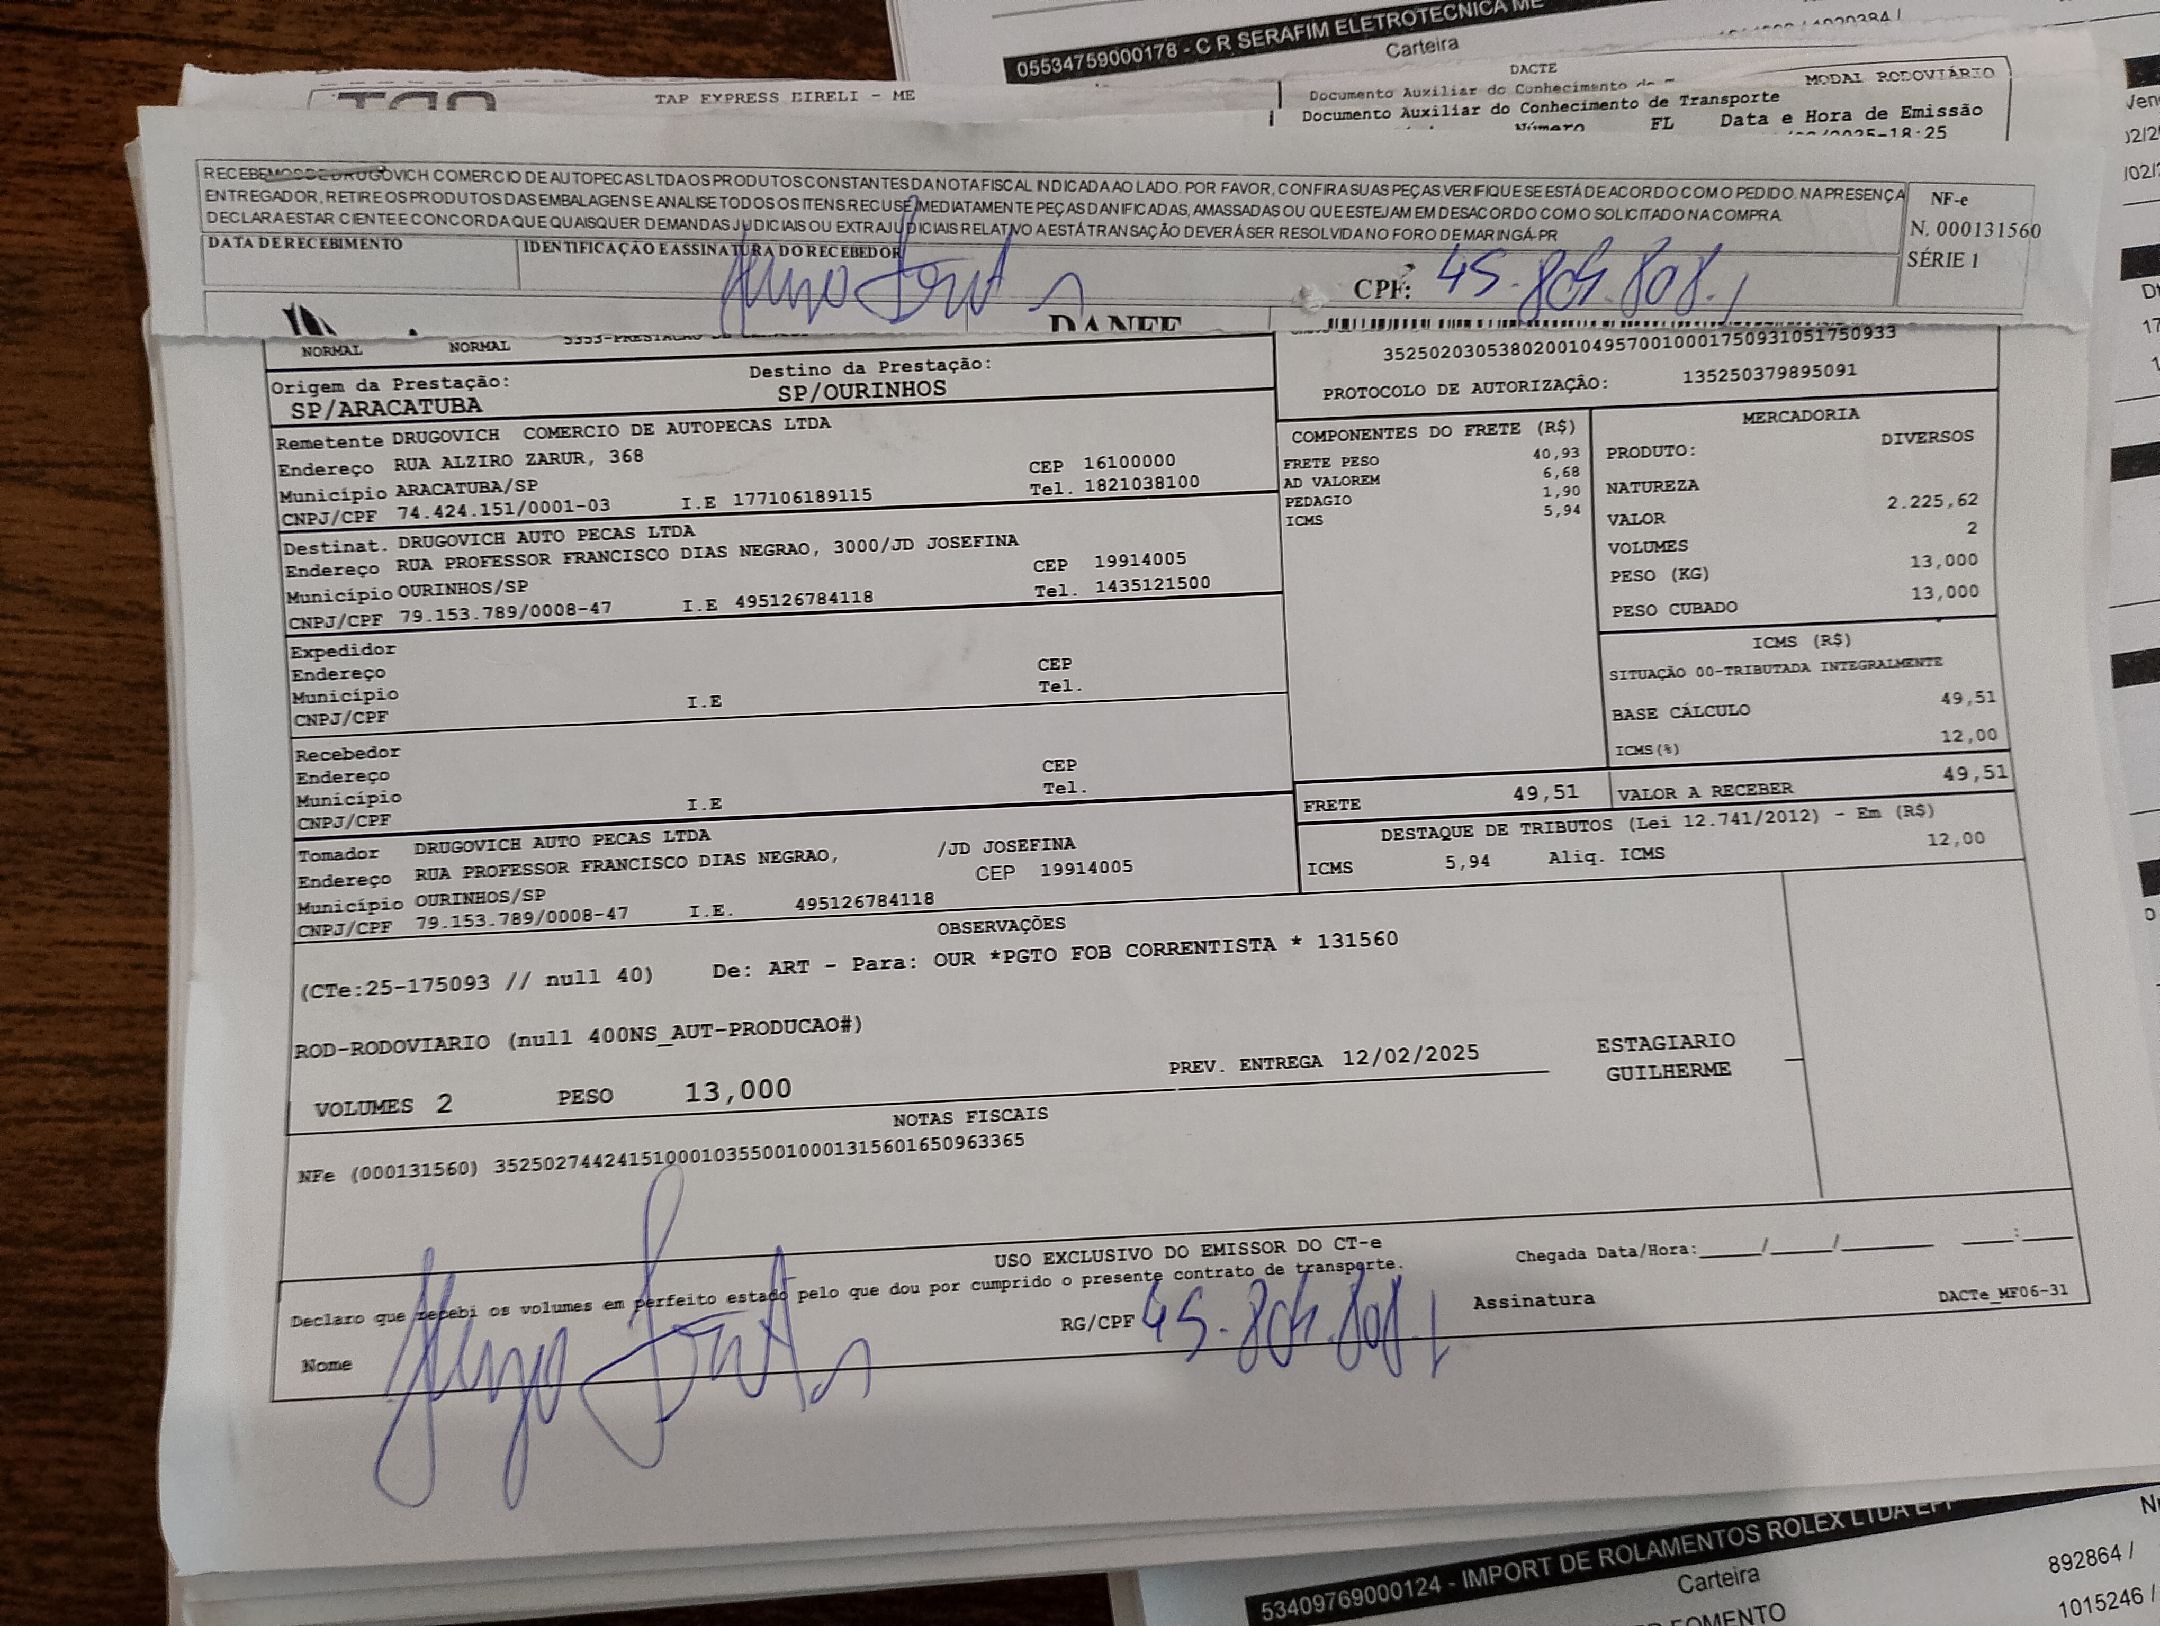 05534759000178 - C R SERAFIM ELETROTECNICA ME
Carteira
TAP EXPRESS EIRELI - ME
DACTE
MODAL RODOVIÁRIO
Documento Auxiliar do Conhecimento de
Documento Auxiliar do Conhecimento de Transporte
Número FL Data e Hora de Emissão
2025-18:25
RECEBEMOS DE DRUGOVICH COMERCIO DE AUTOPECAS LTDA OS PRODUTOS CONSTANTES DA NOTA FISCAL INDICADA AO LADO. POR FAVOR, CONFIRA SUAS PEÇAS VERIFIQUE SE ESTÁ DE ACORDO COM O PEDIDO. NA PRESENÇA
ENTREGADOR, RETIRE OS PRODUTOS DAS EMBALAGENS E ANALISE TODOS OS ITENS.RECUSE IMEDIATAMENTE PEÇAS DANIFICADAS, AMASSADAS OU QUE ESTEJAM EM DESACORDO COM O SOLICITADO NA COMPRA.
DECLARA ESTAR CIENTE E CONCORDA QUE QUAISQUER DEMANDAS JUDICIAIS OU EXTRAJUDICIAIS RELATIVO A ESTÁ TRANSAÇÃO DEVERÁ SER RESOLVIDA NO FORO DE MARINGÁ-PR
NF-e
N. 000131560
SÉRIE 1
DATA DE RECEBIMENTO
IDENTIFICAÇÃO E ASSINATURA DO RECEBEDOR
CPF:
DANFE
NORMAL NORMAL
35250203053802001049570010001750931051750933
PROTOCOLO DE AUTORIZAÇÃO: 135250379895091
Origem da Prestação: Destino da Prestação:
SP/ARACATUBA SP/OURINHOS
Remetente DRUGOVICH COMERCIO DE AUTOPECAS LTDA
Endereço RUA ALZIRO ZARUR, 368 CEP 16100000
Município ARACATUBA/SP Tel. 1821038100
CNPJ/CPF 74.424.151/0001-03 I.E 177106189115
Destinat. DRUGOVICH AUTO PECAS LTDA
Endereço RUA PROFESSOR FRANCISCO DIAS NEGRAO, 3000/JD JOSEFINA
CEP 19914005
Município OURINHOS/SP Tel. 1435121500
CNPJ/CPF 79.153.789/0008-47 I.E 495126784118
Expedidor
Endereço CEP
Município Tel.
CNPJ/CPF I.E
Recebedor
Endereço CEP
Município Tel.
CNPJ/CPF I.E
Tomador DRUGOVICH AUTO PECAS LTDA
Endereço RUA PROFESSOR FRANCISCO DIAS NEGRAO, /JD JOSEFINA
Município OURINHOS/SP CEP 19914005
CNPJ/CPF 79.153.789/0008-47 I.E. 495126784118
COMPONENTES DO FRETE (R$)
FRETE PESO 40,93
AD VALOREM 6,68
PEDAGIO 1,90
ICMS 5,94
MERCADORIA
PRODUTO: DIVERSOS
NATUREZA
VALOR 2.225,62
VOLUMES 2
PESO (KG) 13,000
PESO CUBADO 13,000
ICMS (R$)
SITUAÇÃO 00-TRIBUTADA INTEGRALMENTE
BASE CÁLCULO 49,51
ICMS(%) 12,00
FRETE 49,51 VALOR A RECEBER 49,51
DESTAQUE DE TRIBUTOS (Lei 12.741/2012) - Em (R$)
ICMS 5,94 Aliq. ICMS 12,00
OBSERVAÇÕES
(CTe:25-175093 // null 40) De: ART - Para: OUR *PGTO FOB CORRENTISTA * 131560
ROD-RODOVIARIO (null 400NS_AUT-PRODUCAO#)
VOLUMES 2 PESO 13,000 PREV. ENTREGA 12/02/2025
ESTAGIARIO
GUILHERME
NOTAS FISCAIS
NFe (000131560) 35250274424151000103550010001315601650963365
USO EXCLUSIVO DO EMISSOR DO CT-e
Chegada Data/Hora:_____/_____/_______ ____:____
Declaro que recebi os volumes em perfeito estado pelo que dou por cumprido o presente contrato de transporte.
Nome RG/CPF Assinatura
DACTe_MF06-31
53409769000124 - IMPORT DE ROLAMENTOS ROLEX LTDA EPP
Carteira
892864 /
1015246 /
FOMENTO